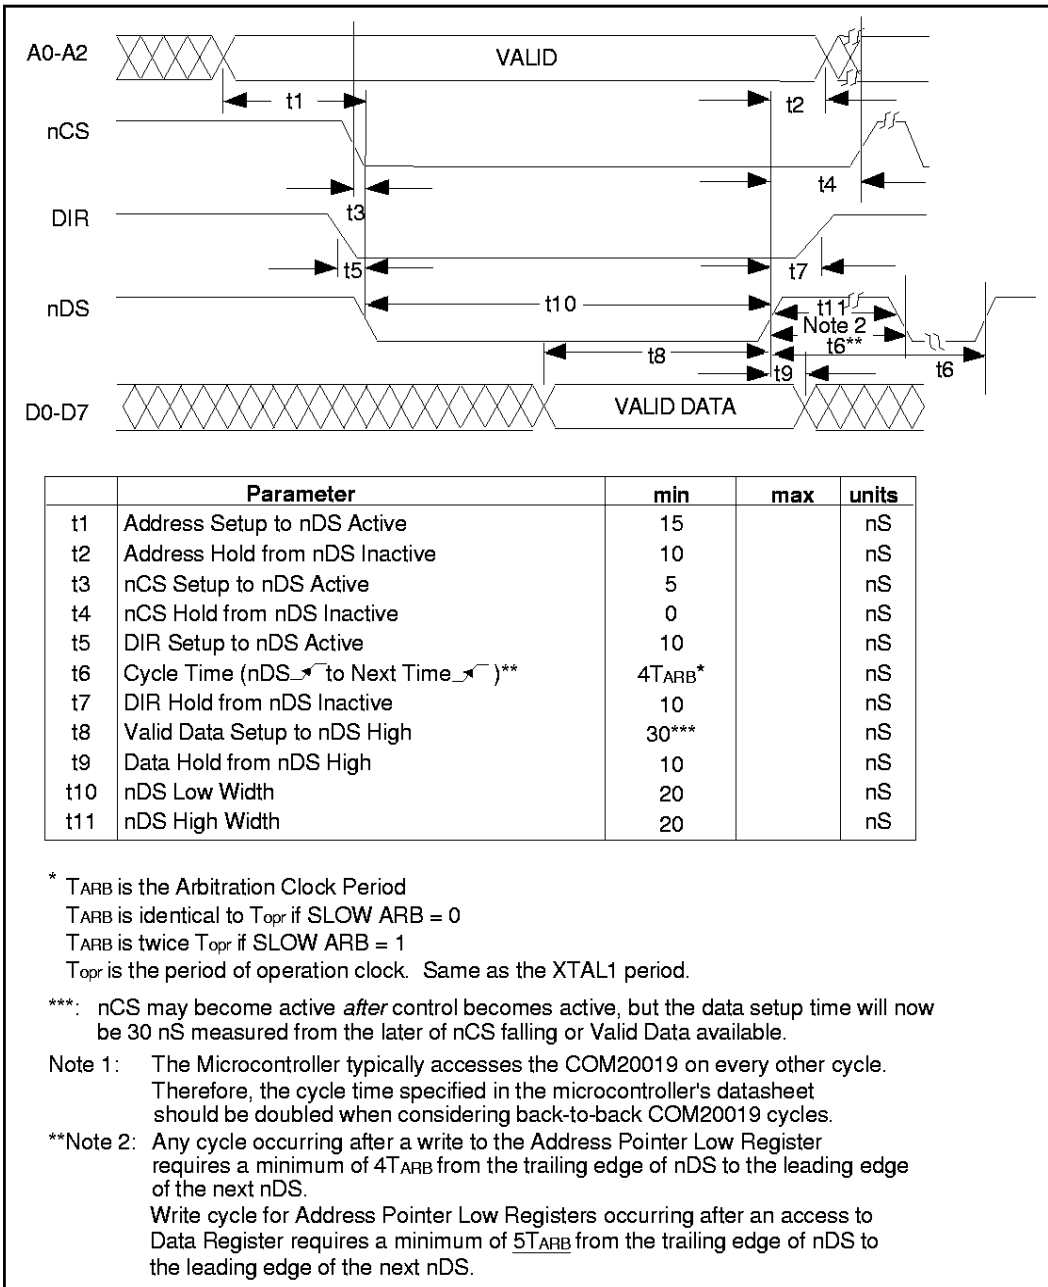 A0-A2
VALID
t1
t2
nCS
t3
t4
DIR
t5
t7
nDS
t10
t11
Note 2
t8
t6**
t9
t6
D0-D7
VALID DATA
Parameter min max units
t1 Address Setup to nDS Active 15 nS
t2 Address Hold from nDS Inactive 10 nS
t3 nCS Setup to nDS Active 5 nS
t4 nCS Hold from nDS Inactive 0 nS
t5 DIR Setup to nDS Active 10 nS
t6 Cycle Time (nDS to Next Time )** 4TARB* nS
t7 DIR Hold from nDS Inactive 10 nS
t8 Valid Data Setup to nDS High 30*** nS
t9 Data Hold from nDS High 10 nS
t10 nDS Low Width 20 nS
t11 nDS High Width 20 nS
* TARB is the Arbitration Clock Period
TARB is identical to Topr if SLOW ARB = 0
TARB is twice Topr if SLOW ARB = 1
Topr is the period of operation clock. Same as the XTAL1 period.
***: nCS may become active after control becomes active, but the data setup time will now
be 30 nS measured from the later of nCS falling or Valid Data available.
Note 1: The Microcontroller typically accesses the COM20019 on every other cycle.
Therefore, the cycle time specified in the microcontroller's datasheet
should be doubled when considering back-to-back COM20019 cycles.
**Note 2: Any cycle occurring after a write to the Address Pointer Low Register
requires a minimum of 4TARB from the trailing edge of nDS to the leading edge
of the next nDS.
Write cycle for Address Pointer Low Registers occurring after an access to
Data Register requires a minimum of 5TARB from the trailing edge of nDS to
the leading edge of the next nDS.